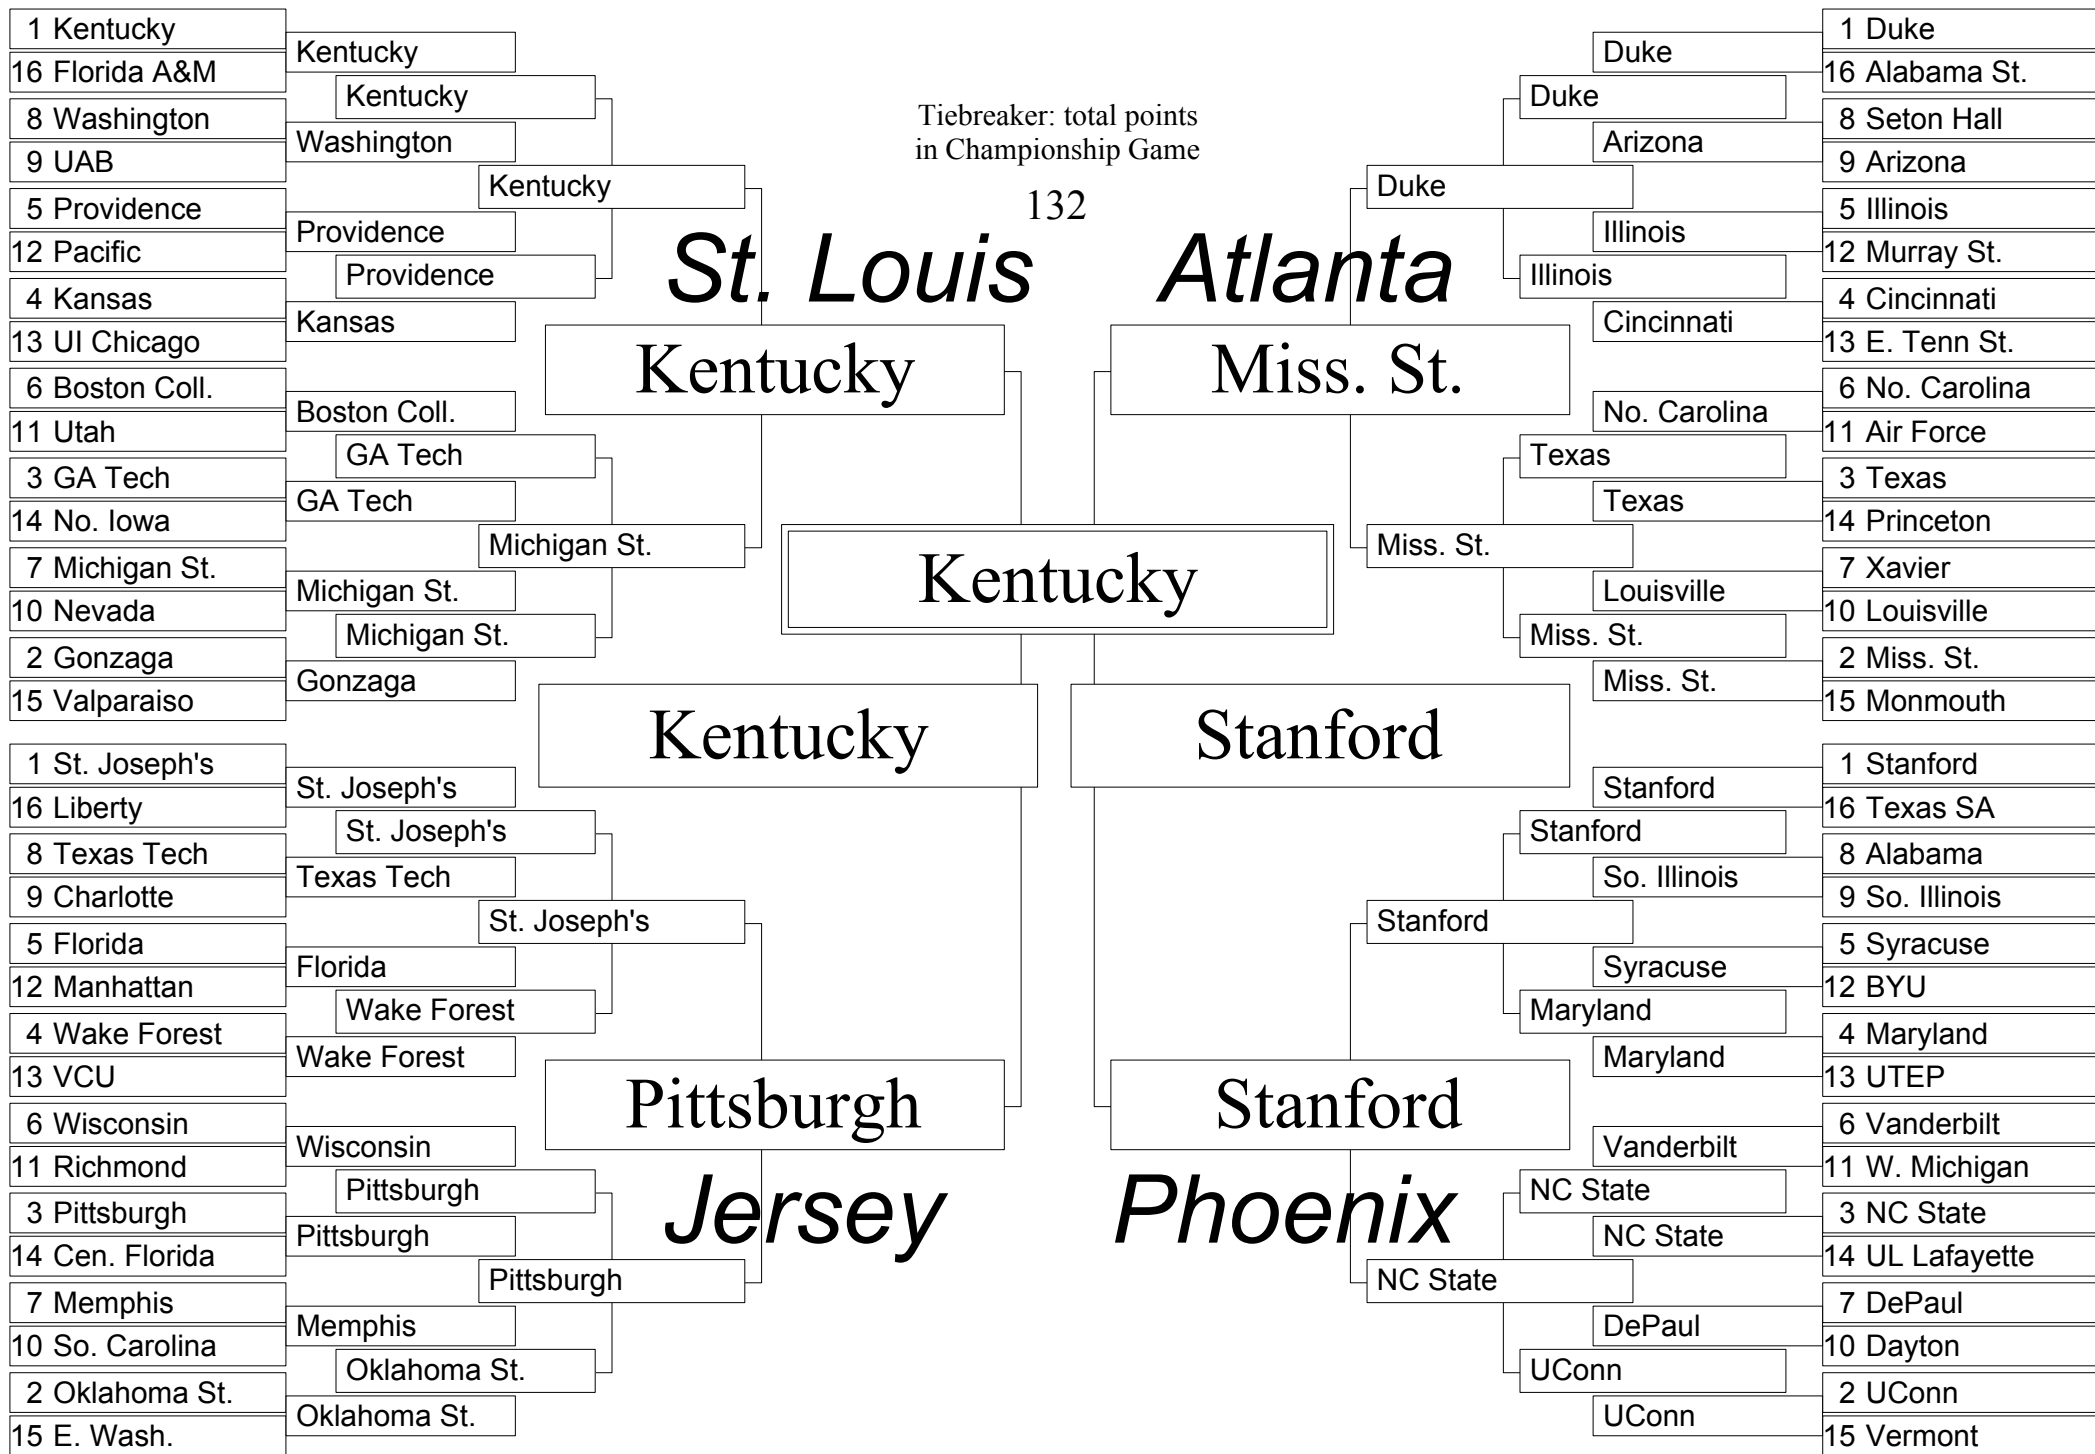 1 Kentucky
16 Florida A&M
8 Washington
9 UAB
5 Providence
12 Pacific
4 Kansas
13 UI Chicago
6 Boston Coll.
11 Utah
3 GA Tech
14 No. Iowa
7 Michigan St.
10 Nevada
2 Gonzaga
15 Valparaiso
1 St. Joseph's
16 Liberty
8 Texas Tech
9 Charlotte
5 Florida
12 Manhattan
4 Wake Forest
13 VCU
6 Wisconsin
11 Richmond
3 Pittsburgh
14 Cen. Florida
7 Memphis
10 So. Carolina
2 Oklahoma St.
15 E. Wash.
Kentucky
Washington
Providence
Kansas
Boston Coll.
GA Tech
Michigan St.
Gonzaga
St. Joseph's
Texas Tech
Florida
Wake Forest
Wisconsin
Pittsburgh
Memphis
Oklahoma St.
Kentucky
Providence
GA Tech
Michigan St.
St. Joseph's
Wake Forest
Pittsburgh
Oklahoma St.
Kentucky
Michigan St.
St. Joseph's
Pittsburgh
Tiebreaker: total points
in Championship Game
132
St. Louis
Atlanta
Kentucky
Miss. St.
Kentucky
Kentucky
Stanford
Pittsburgh
Stanford
Jersey
Phoenix
Duke
Miss. St.
Stanford
NC State
Duke
Illinois
Texas
Miss. St.
Stanford
Maryland
NC State
UConn
Duke
Arizona
Illinois
Cincinnati
No. Carolina
Texas
Louisville
Miss. St.
Stanford
So. Illinois
Syracuse
Maryland
Vanderbilt
NC State
DePaul
UConn
1 Duke
16 Alabama St.
8 Seton Hall
9 Arizona
5 Illinois
12 Murray St.
4 Cincinnati
13 E. Tenn St.
6 No. Carolina
11 Air Force
3 Texas
14 Princeton
7 Xavier
10 Louisville
2 Miss. St.
15 Monmouth
1 Stanford
16 Texas SA
8 Alabama
9 So. Illinois
5 Syracuse
12 BYU
4 Maryland
13 UTEP
6 Vanderbilt
11 W. Michigan
3 NC State
14 UL Lafayette
7 DePaul
10 Dayton
2 UConn
15 Vermont